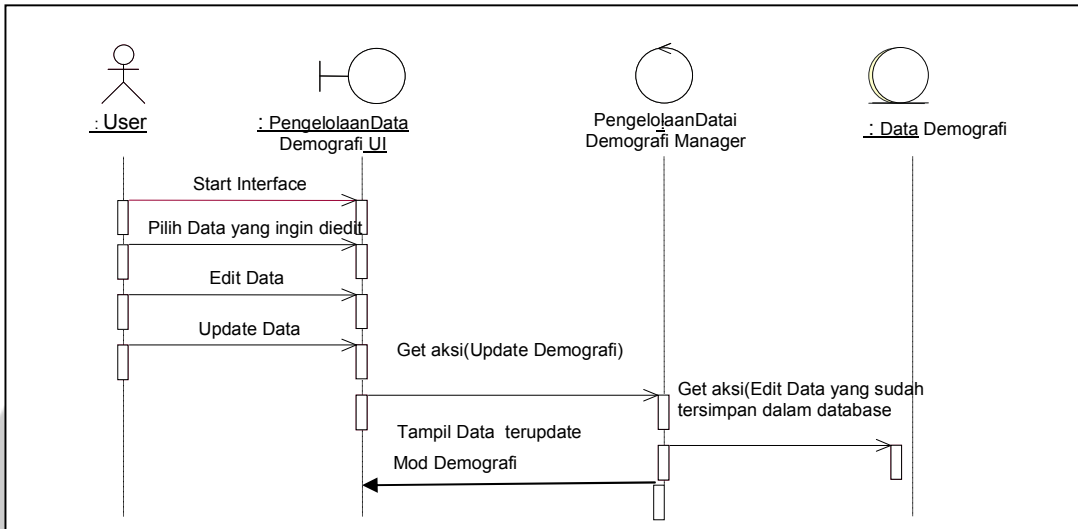 : User
: PengelolaanData
Demografi UI
:
PengelolaanDatai
Demografi Manager
: Data Demografi
Start Interface
Pilih Data yang ingin diedit
Edit Data
Update Data
Get aksi(Update Demografi)
Get aksi(Edit Data yang sudah
tersimpan dalam database
Tampil Data terupdate
Mod Demografi